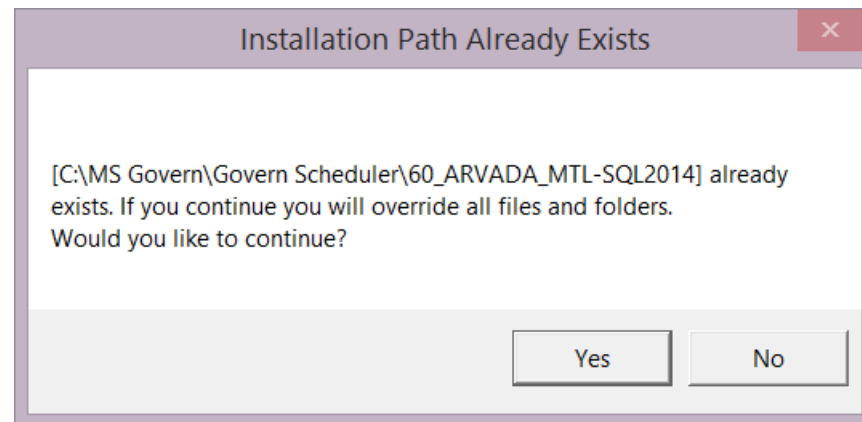 Installation Path Already Exists
[C:\MS Govern\Govern Scheduler\60_ARVADA_MTL-SQL2014] already
exists. If you continue you will override all files and folders.
Would you like to continue?
Yes
No